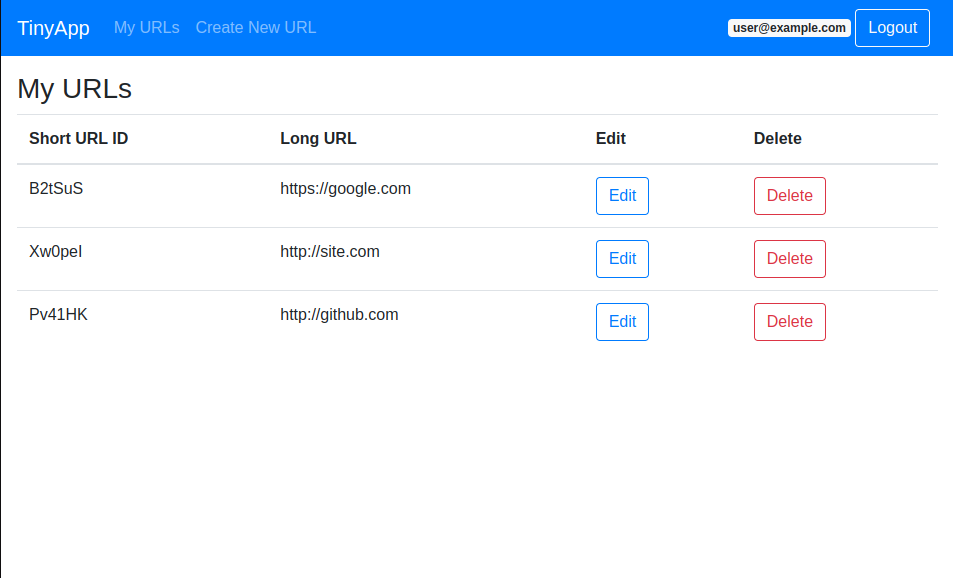 TinyApp My URLs Create New URL user@example.com Logout
My URLs
Short URL ID Long URL Edit Delete
B2tSuS https://google.com Edit Delete
Xw0peI http://site.com Edit Delete
Pv41HK http://github.com Edit Delete